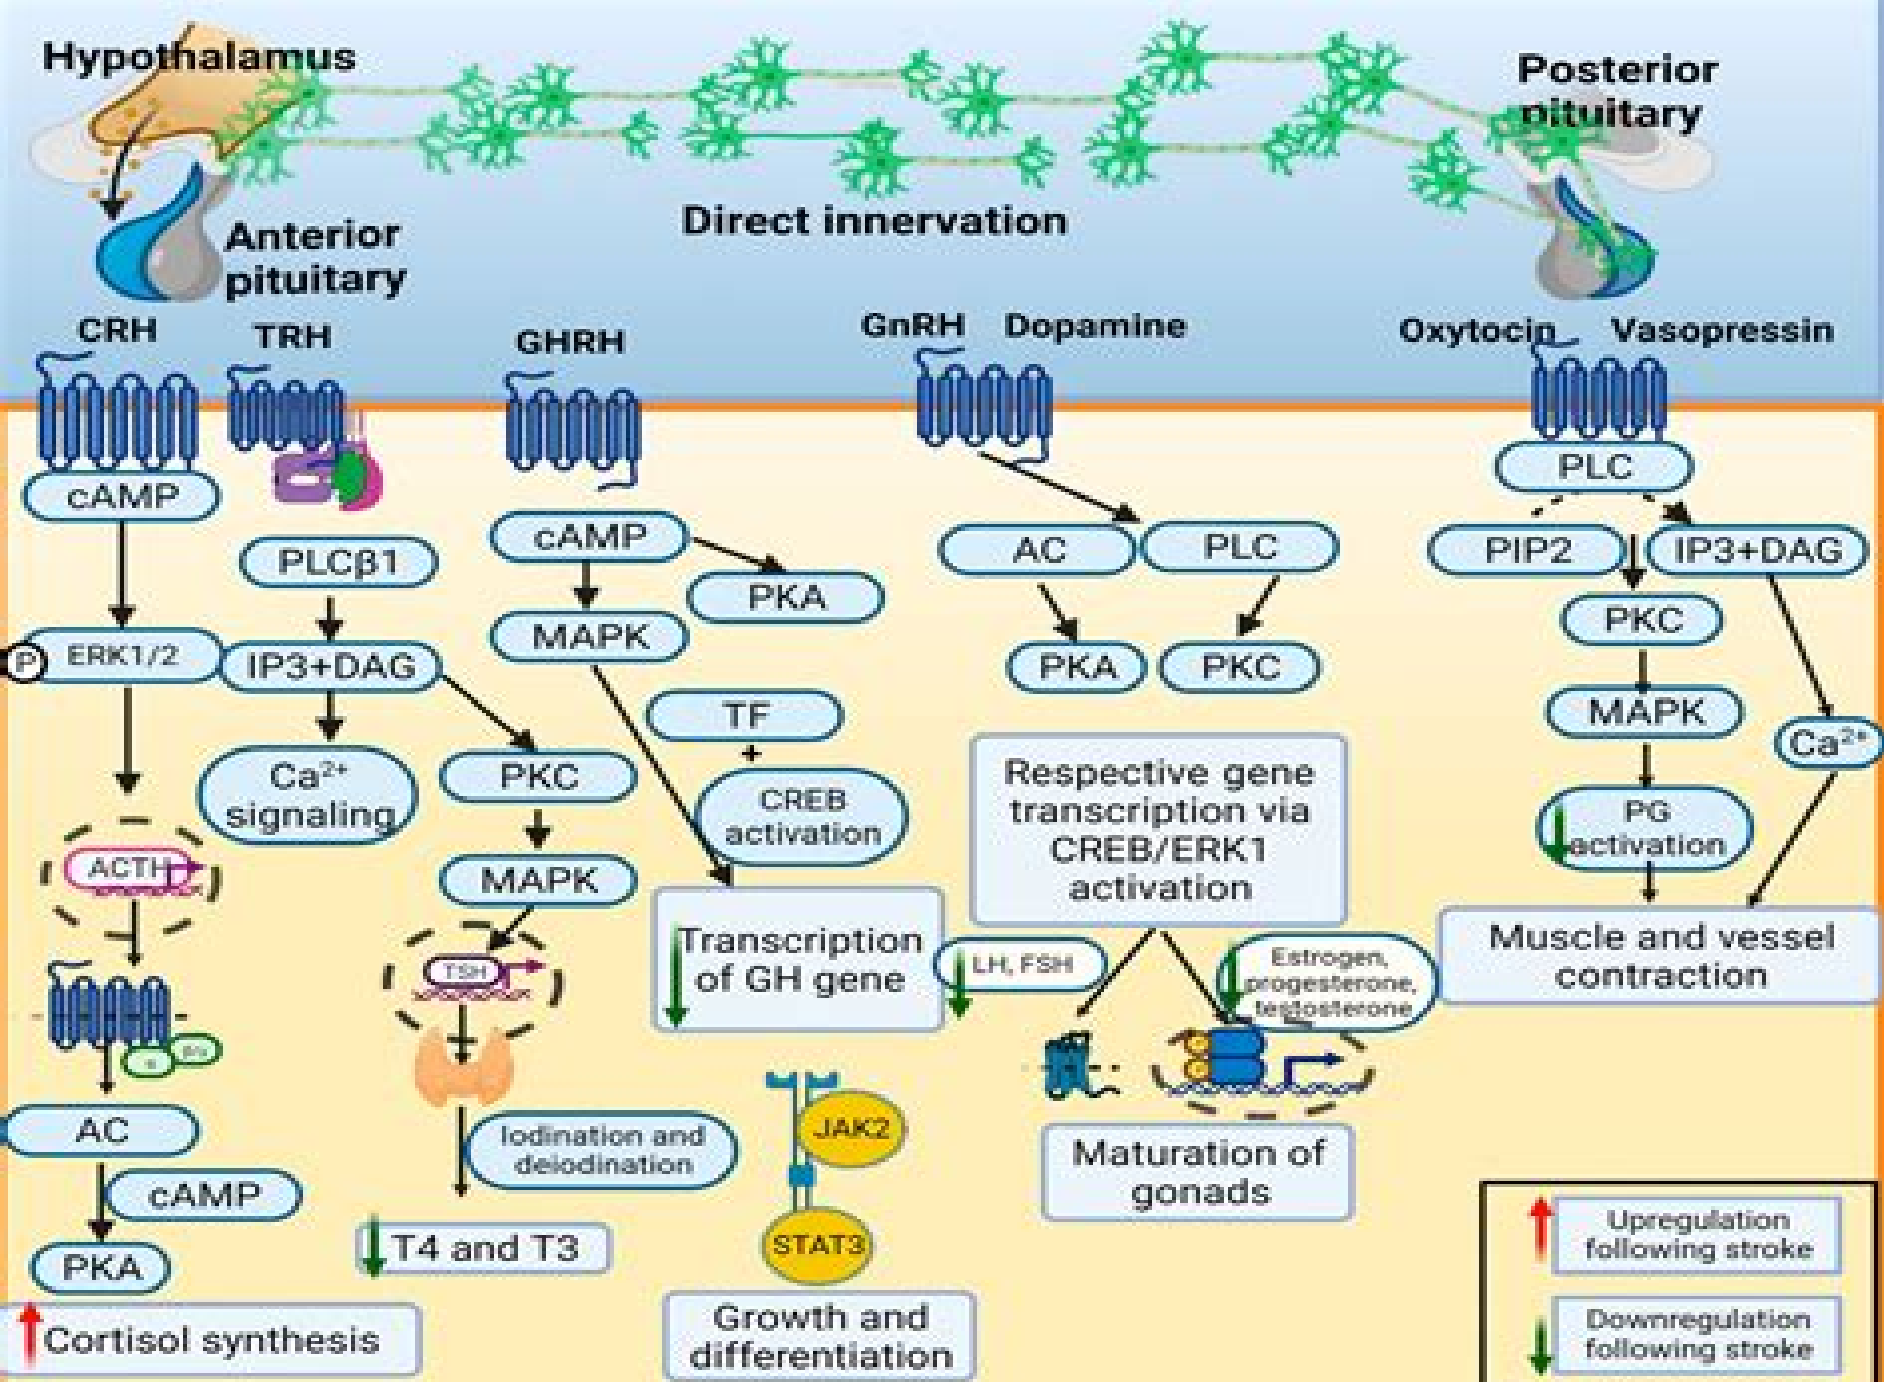 Hypothalamus
Posterior
pituitary
Direct innervation
Anterior
pituitary
CRH
TRH
GHRH
GnRH
Dopamine
Oxytocin
Vasopressin
cAMP
PLCβ1
P
ERK1/2
IP3+DAG
Ca²⁺
signaling
PKC
MAPK
ACTH
TSH
AC
cAMP
PKA
Cortisol synthesis
Iodination and
deiodination
T4 and T3
cAMP
PKA
MAPK
TF
+
CREB
activation
Transcription
of GH gene
JAK2
STAT3
Growth and
differentiation
AC
PLC
PKA
PKC
Respective gene
transcription via
CREB/ERK1
activation
LH, FSH
Estrogen,
progesterone,
testosterone
Maturation of
gonads
PLC
PIP2
IP3+DAG
PKC
MAPK
Ca²⁺
PG
activation
Muscle and vessel
contraction
Upregulation
following stroke
Downregulation
following stroke